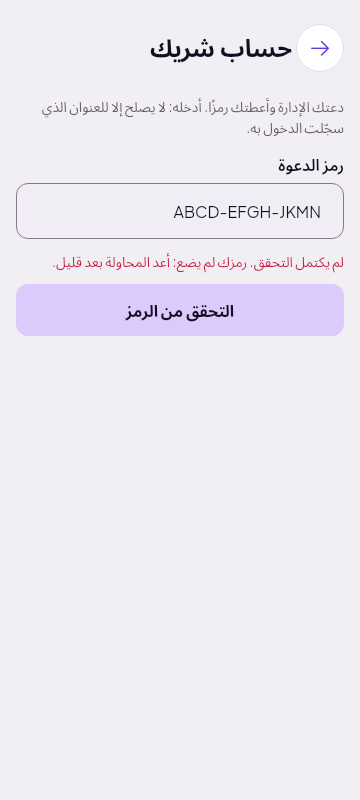 حساب شريك
دعتك الإدارة وأعطتك رمزًا. أدخله: لا يصلح إلا للعنوان الذي
سجّلت الدخول به.
رمز الدعوة
ABCD-EFGH-JKMN
لم يكتمل التحقق. رمزك لم يضع: أعد المحاولة بعد قليل.
التحقق من الرمز